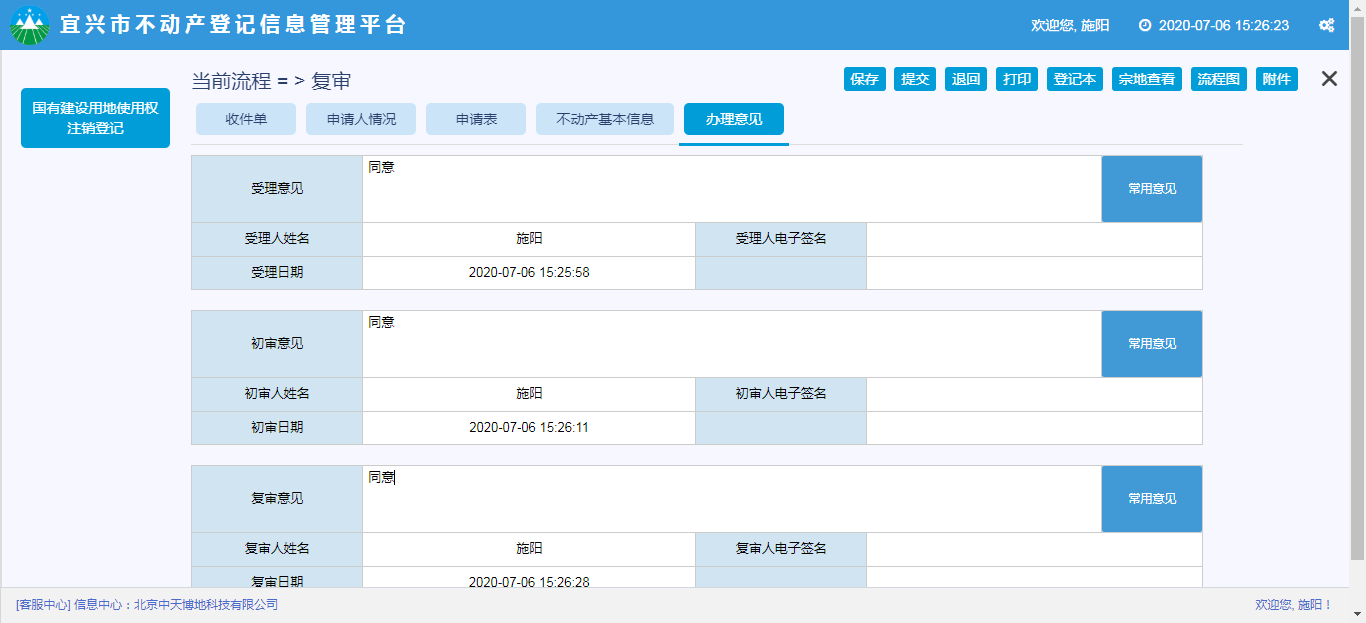 宜兴市不动产登记信息管理平台
欢迎您, 施阳 2020-07-06 15:26:23
国有建设用地使用权
注销登记
当前流程 = > 复审
保存 提交 退回 打印 登记本 宗地查看 流程图 附件
收件单 申请人情况 申请表 不动产基本信息 办理意见
受理意见 同意 常用意见
受理人姓名 施阳 受理人电子签名
受理日期 2020-07-06 15:25:58
初审意见 同意 常用意见
初审人姓名 施阳 初审人电子签名
初审日期 2020-07-06 15:26:11
复审意见 同意 常用意见
复审人姓名 施阳 复审人电子签名
复审日期 2020-07-06 15:26:28
[客服中心] 信息中心：北京中天博地科技有限公司 欢迎您, 施阳！